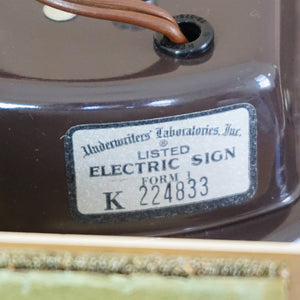 Underwriters' Laboratories, Inc.
®
LISTED
ELECTRIC SIGN
FORM 1
K 224833